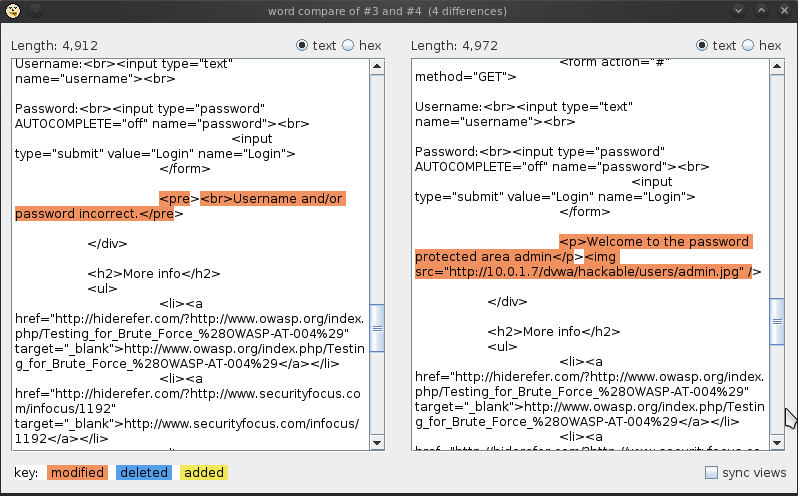 word compare of #3 and #4  (4 differences)
Length: 4,912
text
hex
Username:<br><input type="text"
name="username"><br>
Password:<br><input type="password"
AUTOCOMPLETE="off" name="password"><br>
<input
type="submit" value="Login" name="Login">
</form>
<pre><br>Username and/or
password incorrect.</pre>
</div>
<h2>More info</h2>
<ul>
<li><a
href="http://hiderefer.com/?http://www.owasp.org/index.
php/Testing_for_Brute_Force_%28OWASP-AT-004%29"
target="_blank">http://www.owasp.org/index.php/Testin
g_for_Brute_Force_%28OWASP-AT-004%29</a></li>
<li><a
href="http://hiderefer.com/?http://www.securityfocus.co
m/infocus/1192"
target="_blank">http://www.securityfocus.com/infocus/
1192</a></li>
Length: 4,972
text
hex
<form action="#"
method="GET">
Username:<br><input type="text"
name="username"><br>
Password:<br><input type="password"
AUTOCOMPLETE="off" name="password"><br>
<input
type="submit" value="Login" name="Login">
</form>
<p>Welcome to the password
protected area admin</p><img
src="http://10.0.1.7/dvwa/hackable/users/admin.jpg" />
</div>
<h2>More info</h2>
<ul>
<li><a
href="http://hiderefer.com/?http://www.owasp.org/index.
php/Testing_for_Brute_Force_%28OWASP-AT-004%29"
target="_blank">http://www.owasp.org/index.php/Testin
g_for_Brute_Force_%28OWASP-AT-004%29</a></li>
<li><a
key: modified deleted added
sync views